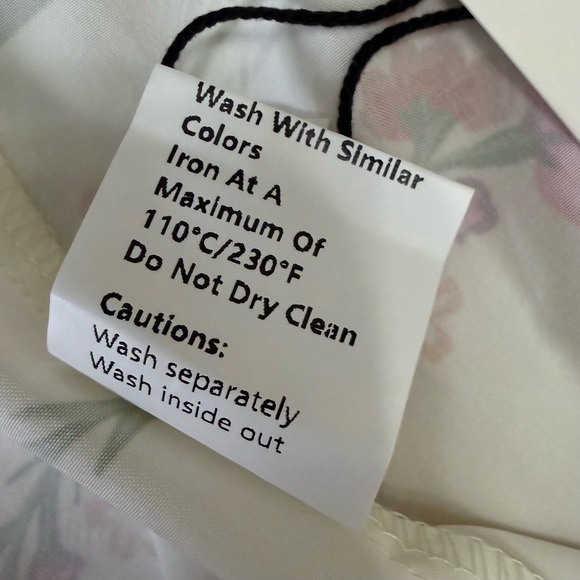 Wash With Similar
Colors
Iron At A
Maximum Of
110°C/230°F
Do Not Dry Clean
Cautions:
Wash separately
Wash inside out